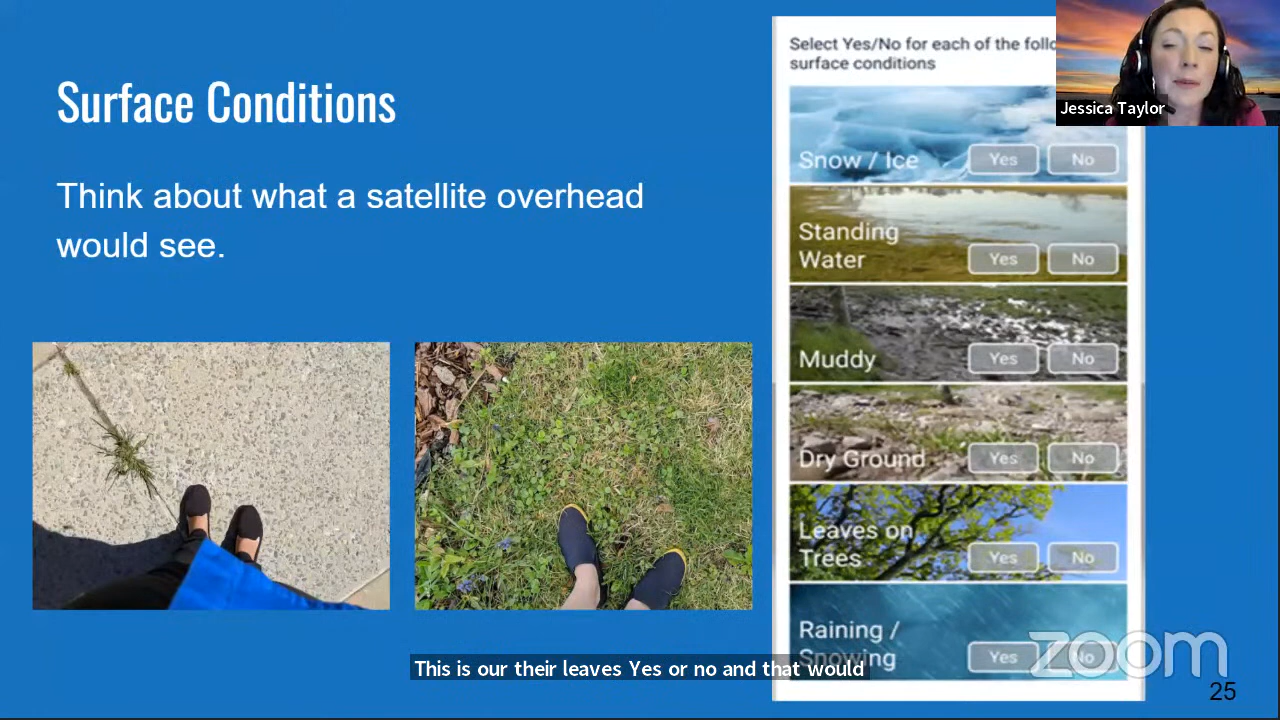 Surface Conditions
Think about what a satellite overhead
would see.
Select Yes/No for each of the follo
surface conditions
Snow / Ice Yes No
Standing
Water Yes No
Muddy Yes No
Dry Ground Yes No
Leaves on
Trees Yes No
Raining /
Snowing Yes No
Jessica Taylor
This is our their leaves Yes or no and that would
zoom
25